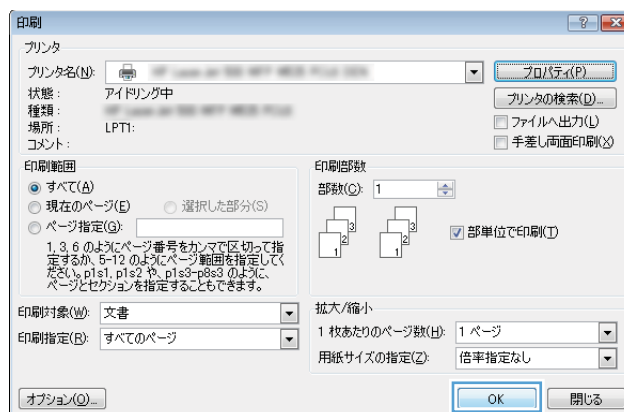 印刷
プリンタ
プリンタ名(N):
プロパティ(P)
状態: アイドリング中
プリンタの検索(D)...
種類:
場所: LPT1:
ファイルへ出力(L)
コメント:
手差し両面印刷(X)
印刷範囲
すべて(A)
現在のページ(E) 選択した部分(S)
ページ指定(G):
1, 3, 6 のようにページ番号をカンマで区切って指
定するか、5-12 のようにページ範囲を指定してく
ださい。p1s1, p1s2 や、p1s3-p8s3 のように、
ページとセクションを指定することもできます。
印刷部数
部数(C): 1
3 3
2 2
1 1
部単位で印刷(T)
印刷対象(W): 文書
印刷指定(R): すべてのページ
拡大/縮小
1 枚あたりのページ数(H): 1 ページ
用紙サイズの指定(Z): 倍率指定なし
オプション(O)...
OK 閉じる